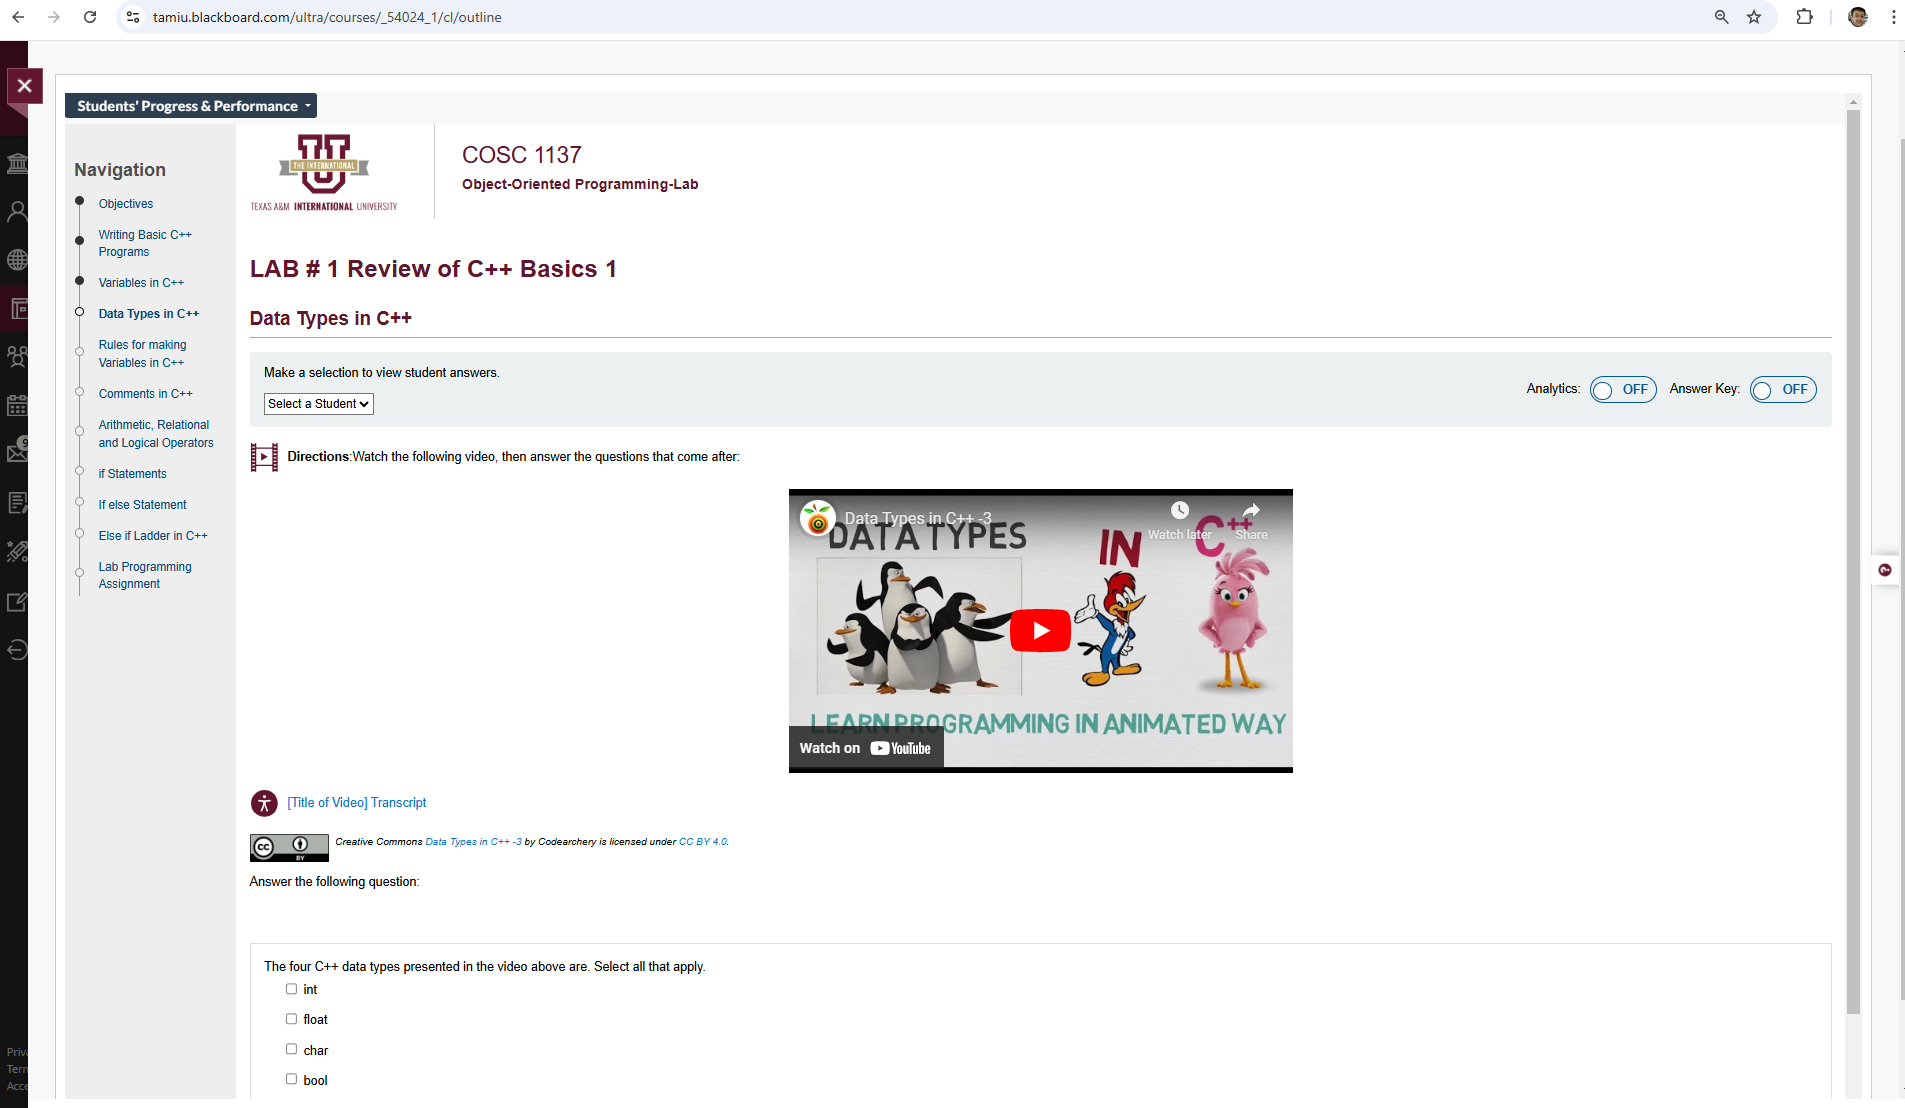 tamiu.blackboard.com/ultra/courses/_54024_1/cl/outline
Students' Progress & Performance
Navigation
Objectives
Writing Basic C++
Programs
Variables in C++
Data Types in C++
Rules for making
Variables in C++
Comments in C++
Arithmetic, Relational
and Logical Operators
if Statements
If else Statement
Else if Ladder in C++
Lab Programming
Assignment
9
Priva
Term
Acce
THE INTERNATIONAL
TEXAS A&M INTERNATIONAL UNIVERSITY
COSC 1137
Object-Oriented Programming-Lab
LAB # 1 Review of C++ Basics 1
Data Types in C++
Make a selection to view student answers.
Select a Student
Analytics: OFF Answer Key: OFF
Directions:Watch the following video, then answer the questions that come after:
Data Types in C++ -3
Watch later
Share
DATA TYPES IN C++
LEARN PROGRAMMING IN ANIMATED WAY
Watch on YouTube
[Title of Video] Transcript
cc BY
Creative Commons Data Types in C++ -3 by Codearchery is licensed under CC BY 4.0.
Answer the following question:
The four C++ data types presented in the video above are. Select all that apply.
int
float
char
bool